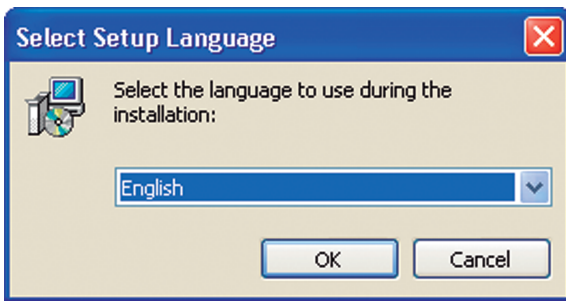 Select Setup Language
Select the language to use during the
installation:
English
OK
Cancel